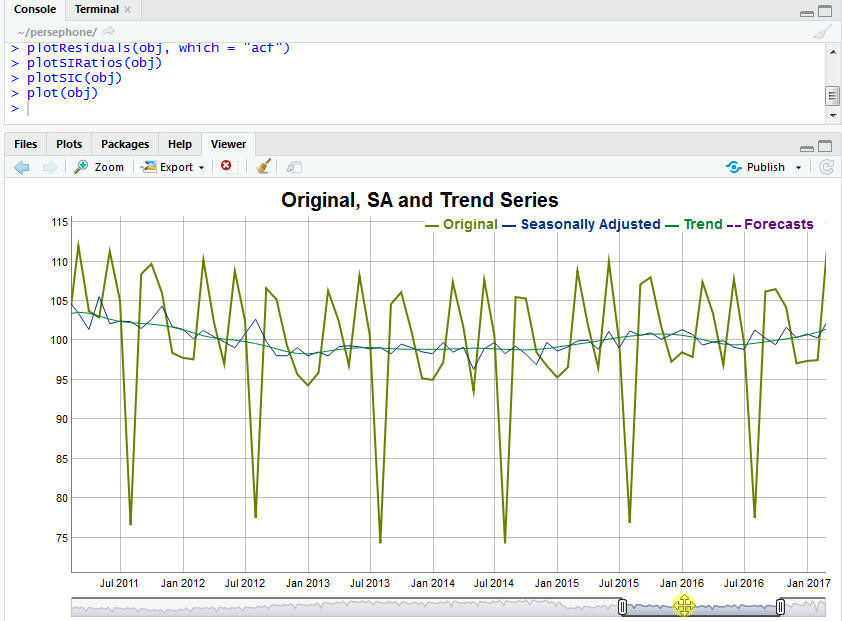 Console Terminal
~/persephone/
> plotResiduals(obj, which = "acf")
> plotSIRatios(obj)
> plotSIC(obj)
> plot(obj)
>
Files Plots Packages Help Viewer
Zoom Export Publish
Original, SA and Trend Series
Original Seasonally Adjusted Trend Forecasts
115
110
105
100
95
90
85
80
75
Jul 2011 Jan 2012 Jul 2012 Jan 2013 Jul 2013 Jan 2014 Jul 2014 Jan 2015 Jul 2015 Jan 2016 Jul 2016 Jan 2017